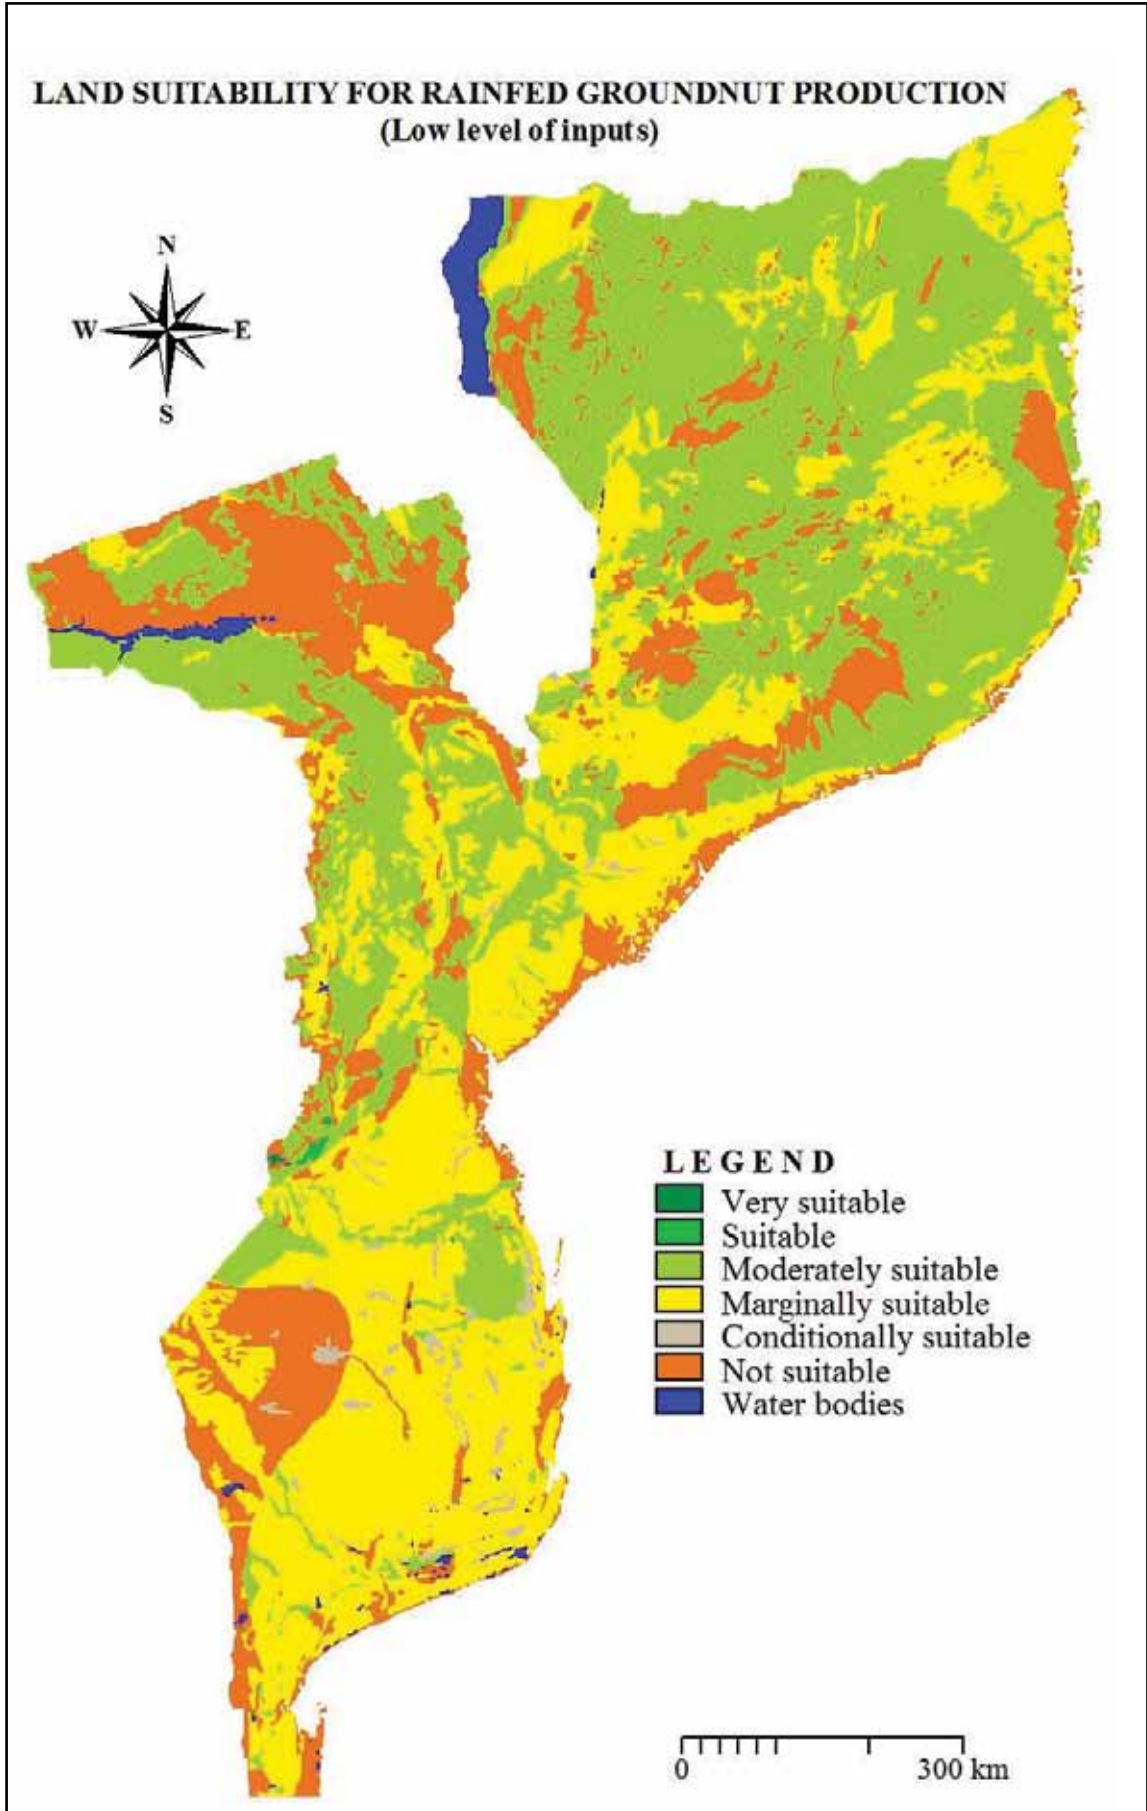 LAND SUITABILITY FOR RAINFED GROUNDNUT PRODUCTION
(Low level of inputs)
N
W E
S
LEGEND
Very suitable
Suitable
Moderately suitable
Marginally suitable
Conditionally suitable
Not suitable
Water bodies
0 300 km